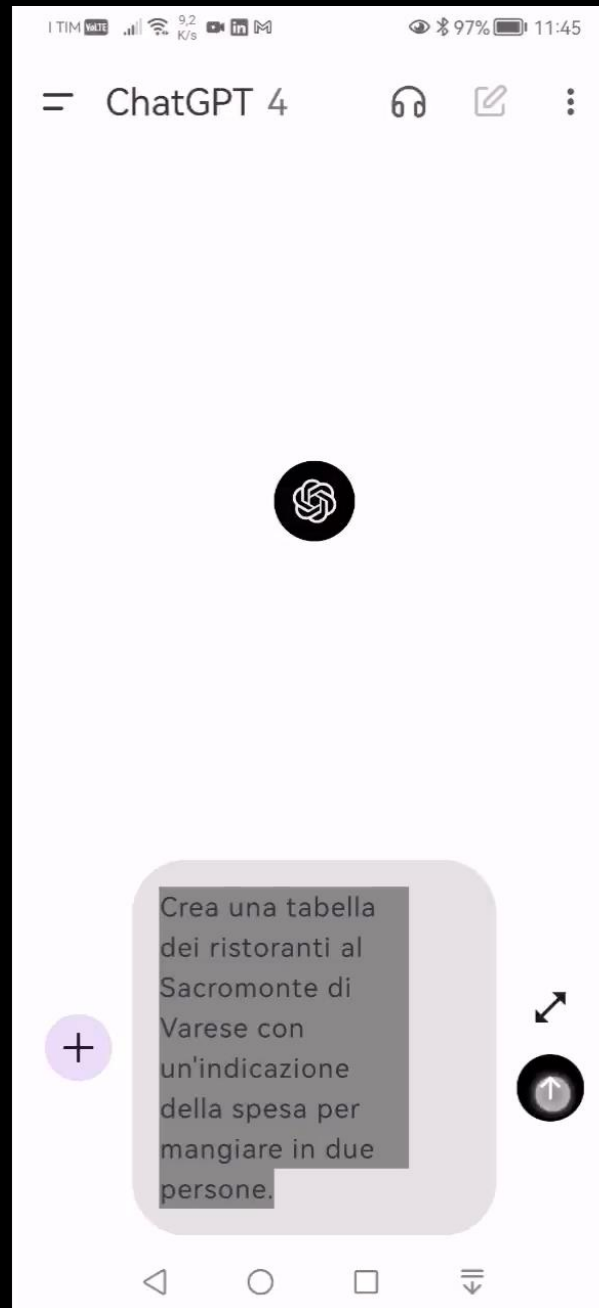 I TIM VoLTE 9,2 K/s in 97% 11:45
ChatGPT 4
Crea una tabella
dei ristoranti al
Sacromonte di
Varese con
un'indicazione
della spesa per
mangiare in due
persone.